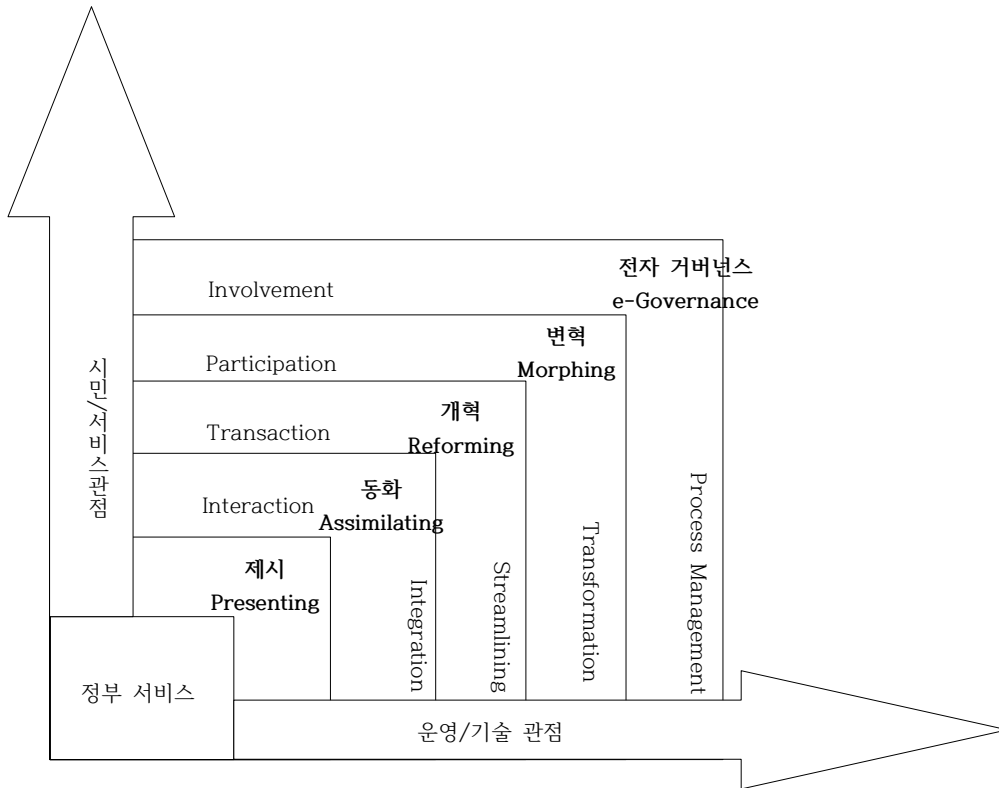 전자 거버넌스
e-Governance
Involvement
변혁
Morphing
Participation
개혁
Reforming
Transaction
동화
Assimilating
Interaction
제시
Presenting
시민/서비스관점
Integration
Streamlining
Transformation
Process Management
정부 서비스
운영/기술 관점